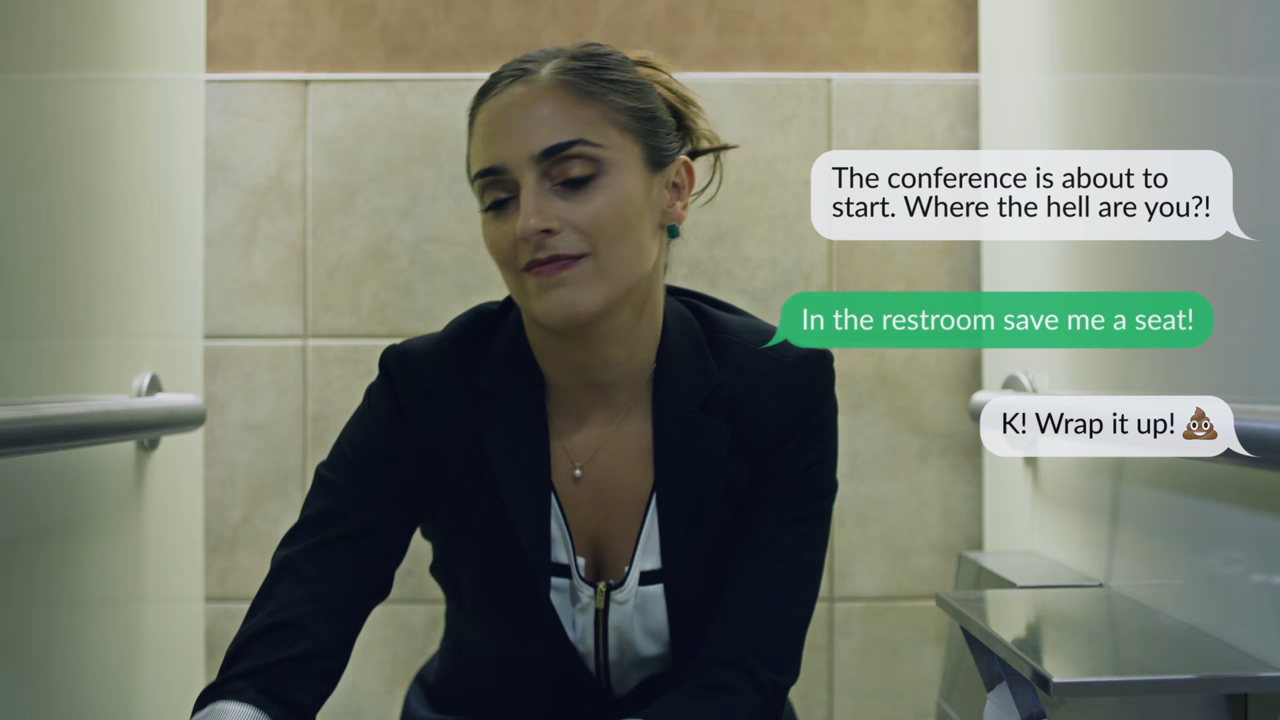 The conference is about to
start. Where the hell are you?!
In the restroom save me a seat!
K! Wrap it up! 💩